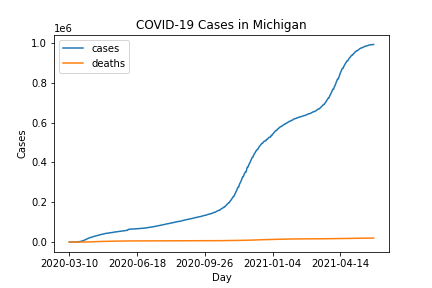 COVID-19 Cases in Michigan
1e6
cases
deaths
1.0
0.8
0.6
0.4
0.2
0.0
Cases
2020-03-10 2020-06-18 2020-09-26 2021-01-04 2021-04-14
Day